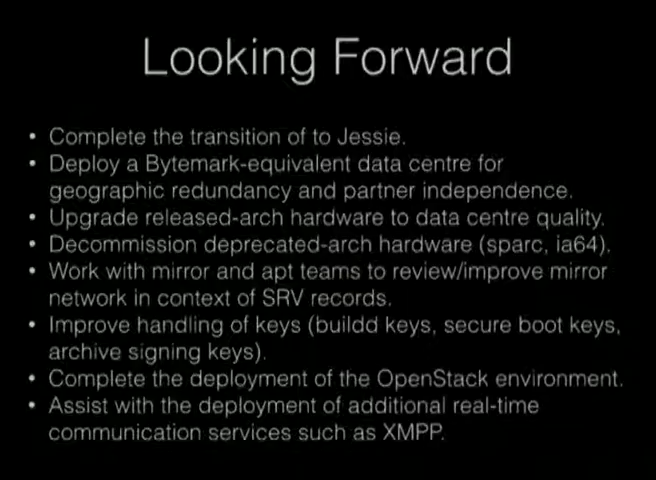 Looking Forward
• Complete the transition of to Jessie.
• Deploy a Bytemark-equivalent data centre for
geographic redundancy and partner independence.
• Upgrade released-arch hardware to data centre quality.
• Decommission deprecated-arch hardware (sparc, ia64).
• Work with mirror and apt teams to review/improve mirror
network in context of SRV records.
• Improve handling of keys (buildd keys, secure boot keys,
archive signing keys).
• Complete the deployment of the OpenStack environment.
• Assist with the deployment of additional real-time
communication services such as XMPP.